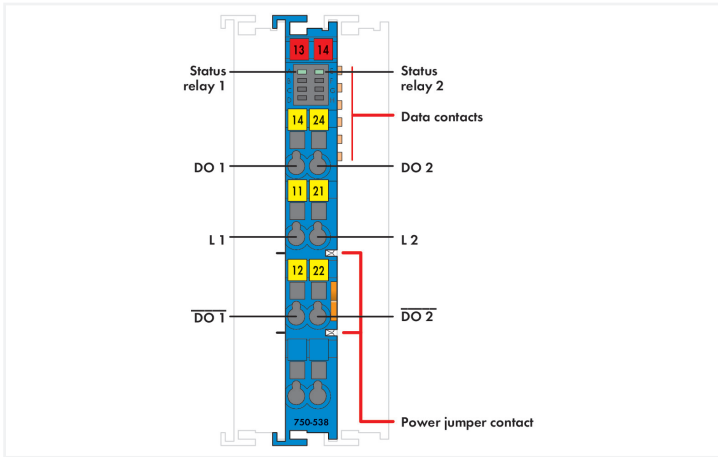 13 14
Status
relay 1
Status
relay 2
Data contacts
14 24
DO 1
DO 2
11 21
L 1
L 2
12 22
DO 1
DO 2
750-538
Power jumper contact